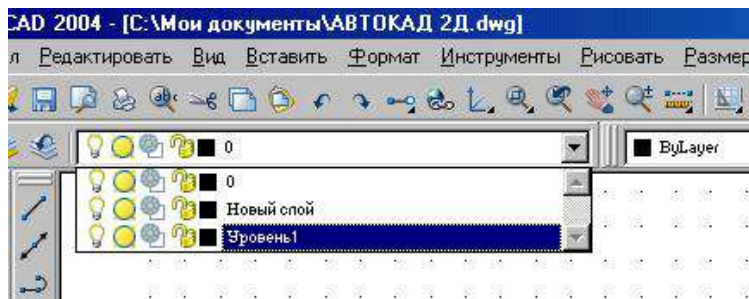 CAD 2004 - [C:\Мои документы\АВТОКАД 2Д.dwg]
л Редактировать Вид Вставить Формат Инструменты Рисовать Размер
0 ByLayer
0
Новый слой
Уровень1